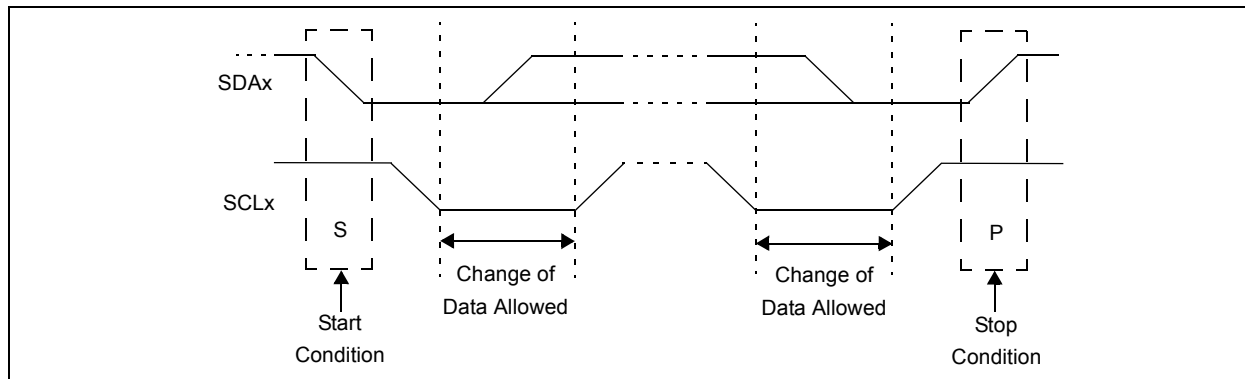 SDAx
SCLx
S
P
Change of
Data Allowed
Change of
Data Allowed
Start
Condition
Stop
Condition